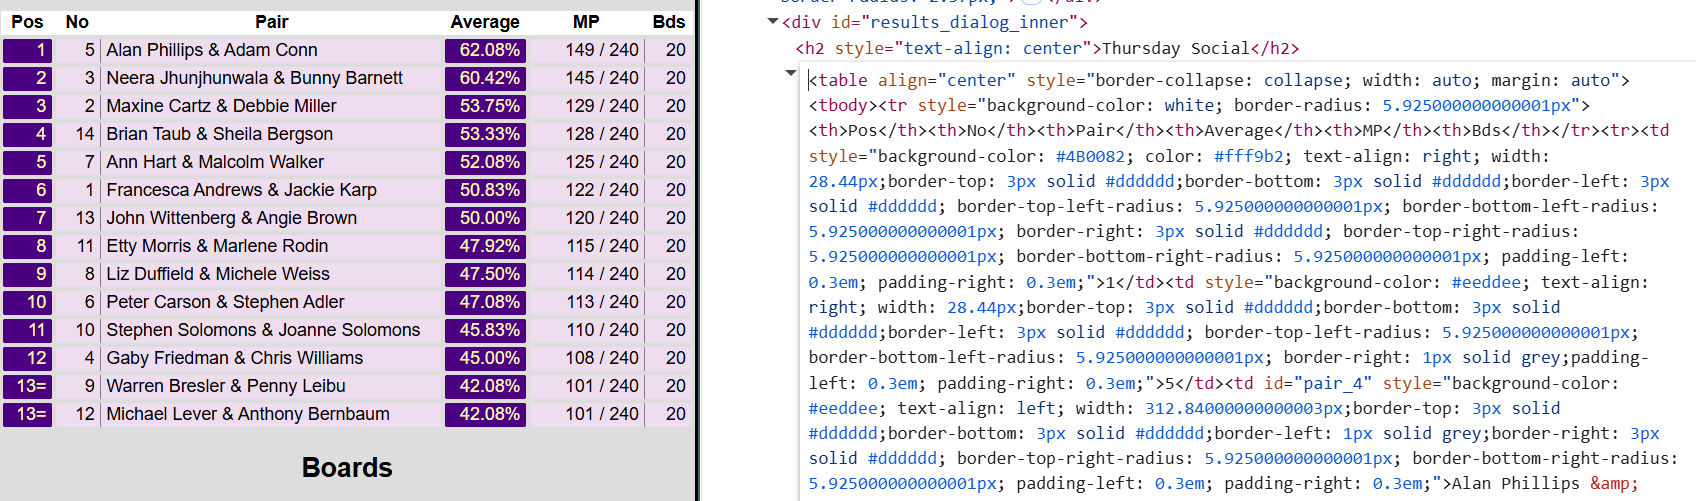 Pos No Pair Average MP Bds
1 5 Alan Phillips & Adam Conn 62.08% 149 / 240 20
2 3 Neera Jhunjhunwala & Bunny Barnett 60.42% 145 / 240 20
3 2 Maxine Cartz & Debbie Miller 53.75% 129 / 240 20
4 14 Brian Taub & Sheila Bergson 53.33% 128 / 240 20
5 7 Ann Hart & Malcolm Walker 52.08% 125 / 240 20
6 1 Francesca Andrews & Jackie Karp 50.83% 122 / 240 20
7 13 John Wittenberg & Angie Brown 50.00% 120 / 240 20
8 11 Etty Morris & Marlene Rodin 47.92% 115 / 240 20
9 8 Liz Duffield & Michele Weiss 47.50% 114 / 240 20
10 6 Peter Carson & Stephen Adler 47.08% 113 / 240 20
11 10 Stephen Solomons & Joanne Solomons 45.83% 110 / 240 20
12 4 Gaby Friedman & Chris Williams 45.00% 108 / 240 20
13= 9 Warren Bresler & Penny Leibu 42.08% 101 / 240 20
13= 12 Michael Lever & Anthony Bernbaum 42.08% 101 / 240 20
Boards
<div id="results_dialog_inner">
<h2 style="text-align: center">Thursday Social</h2>
<table align="center" style="border-collapse: collapse; width: auto; margin: auto">
<tbody><tr style="background-color: white; border-radius: 5.925000000000001px">
<th>Pos</th><th>No</th><th>Pair</th><th>Average</th><th>MP</th><th>Bds</th></tr><tr><td
style="background-color: #4B0082; color: #fff9b2; text-align: right; width:
28.44px;border-top: 3px solid #dddddd;border-bottom: 3px solid #dddddd;border-left: 3px
solid #dddddd; border-top-left-radius: 5.925000000000001px; border-bottom-left-radius:
5.925000000000001px; border-right: 3px solid #dddddd; border-top-right-radius:
5.925000000000001px; border-bottom-right-radius: 5.925000000000001px; padding-left:
0.3em; padding-right: 0.3em;">1</td><td style="background-color: #eeddee; text-align:
right; width: 28.44px;border-top: 3px solid #dddddd;border-bottom: 3px solid
#dddddd;border-left: 3px solid #dddddd; border-top-left-radius: 5.925000000000001px;
border-bottom-left-radius: 5.925000000000001px; border-right: 1px solid grey;padding-
left: 0.3em; padding-right: 0.3em;">5</td><td id="pair_4" style="background-color:
#eeddee; text-align: left; width: 312.84000000000003px;border-top: 3px solid
#dddddd;border-bottom: 3px solid #dddddd;border-left: 1px solid grey;border-right: 3px
solid #dddddd; border-top-right-radius: 5.925000000000001px; border-bottom-right-radius:
5.925000000000001px; padding-left: 0.3em; padding-right: 0.3em;">Alan Phillips &amp;